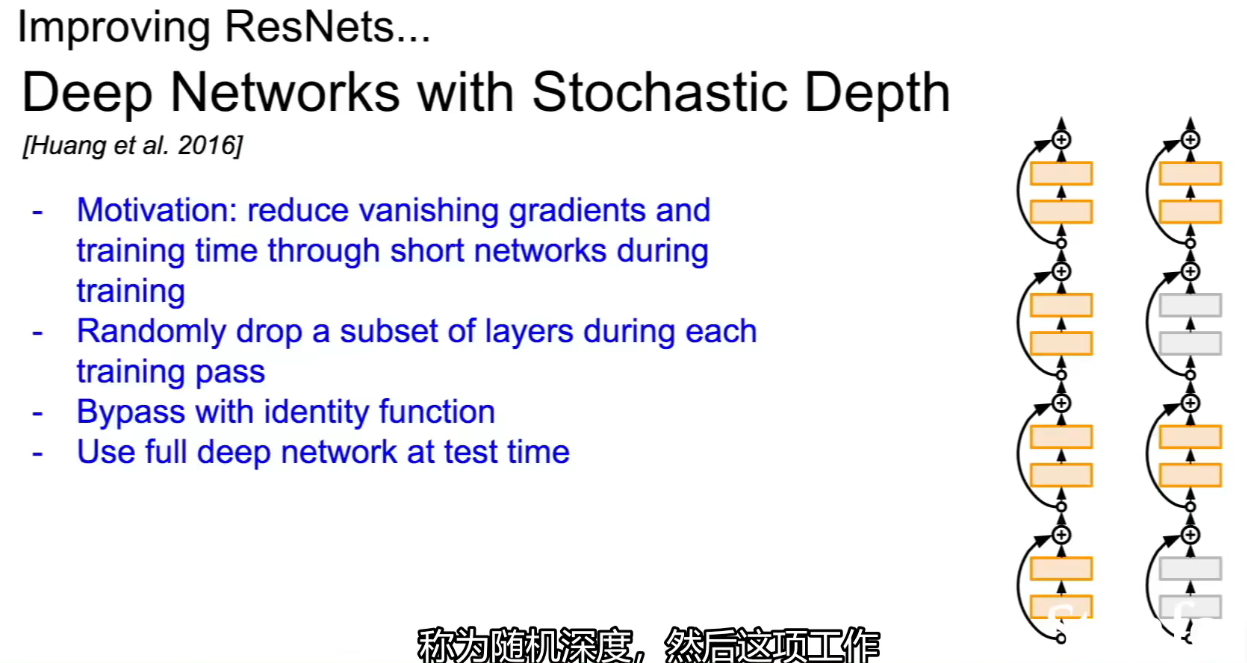 Improving ResNets...
Deep Networks with Stochastic Depth
[Huang et al. 2016]
- Motivation: reduce vanishing gradients and
training time through short networks during
training
- Randomly drop a subset of layers during each
training pass
- Bypass with identity function
- Use full deep network at test time
称为随机深度，然后这项工作